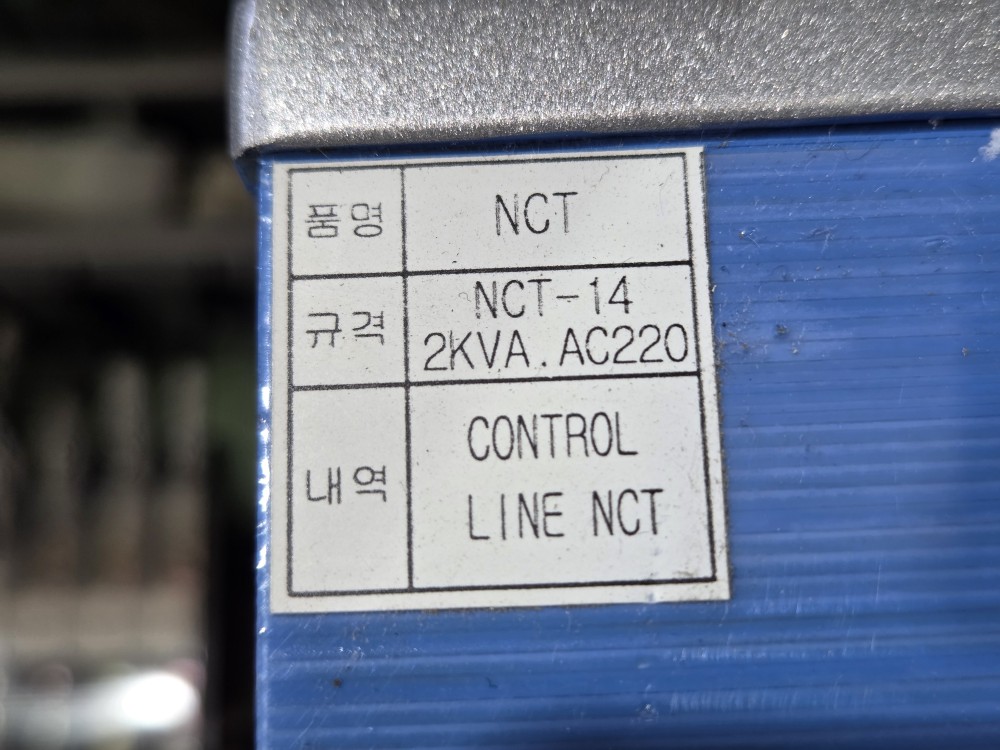 품명 NCT
규격 NCT-14
2KVA.AC220
내역 CONTROL
LINE NCT